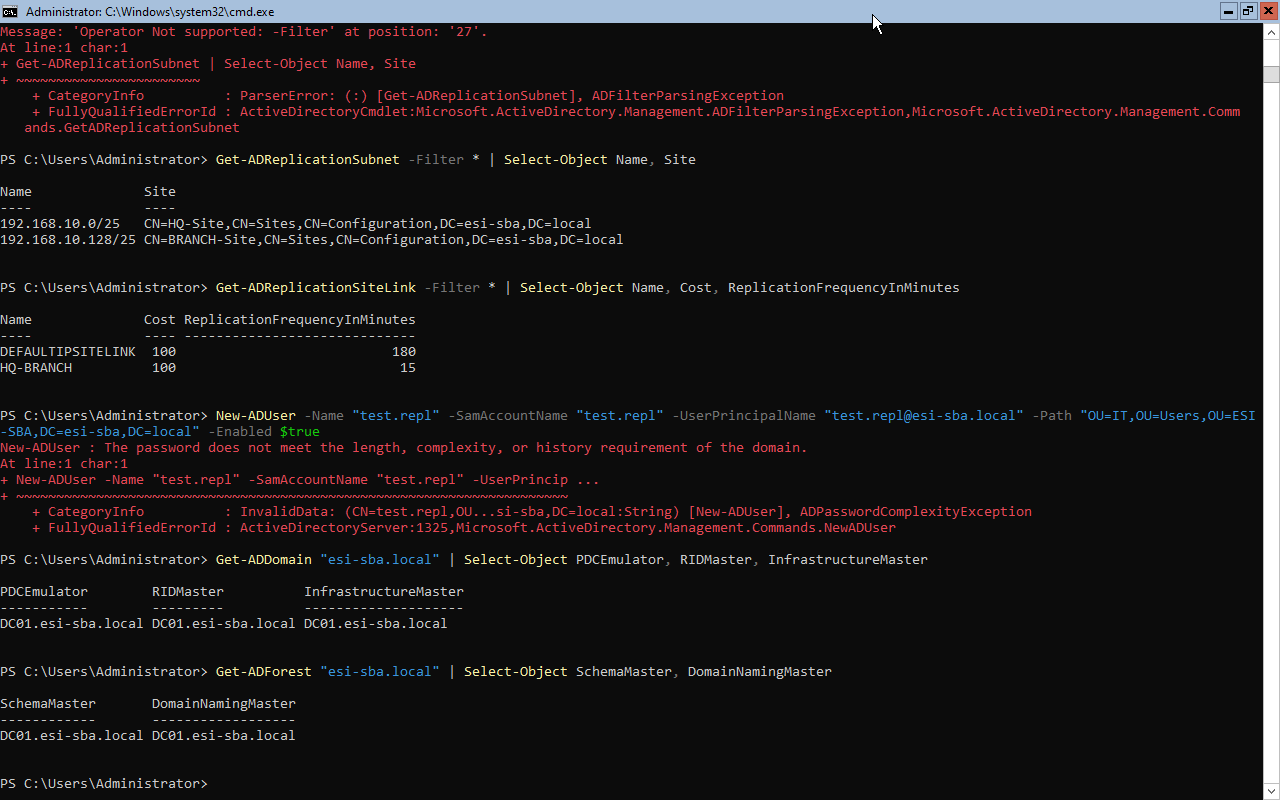 Administrator: C:\Windows\system32\cmd.exe
Message: 'Operator Not supported: -Filter' at position: '27'.
At line:1 char:1
+ Get-ADReplicationSubnet | Select-Object Name, Site
+ ~~~~~~~~~~~~~~~~~~~~~~~
    + CategoryInfo          : ParserError: (:) [Get-ADReplicationSubnet], ADFilterParsingException
    + FullyQualifiedErrorId : ActiveDirectoryCmdlet:Microsoft.ActiveDirectory.Management.ADFilterParsingException,Microsoft.ActiveDirectory.Management.Comm
   ands.GetADReplicationSubnet
PS C:\Users\Administrator> Get-ADReplicationSubnet -Filter * | Select-Object Name, Site
Name              Site
----              ----
192.168.10.0/25   CN=HQ-Site,CN=Sites,CN=Configuration,DC=esi-sba,DC=local
192.168.10.128/25 CN=BRANCH-Site,CN=Sites,CN=Configuration,DC=esi-sba,DC=local
PS C:\Users\Administrator> Get-ADReplicationSiteLink -Filter * | Select-Object Name, Cost, ReplicationFrequencyInMinutes
Name              Cost ReplicationFrequencyInMinutes
----              ---- -----------------------------
DEFAULTIPSITELINK  100                           180
HQ-BRANCH          100                            15
PS C:\Users\Administrator> New-ADUser -Name "test.repl" -SamAccountName "test.repl" -UserPrincipalName "test.repl@esi-sba.local" -Path "OU=IT,OU=Users,OU=ESI
-SBA,DC=esi-sba,DC=local" -Enabled $true
New-ADUser : The password does not meet the length, complexity, or history requirement of the domain.
At line:1 char:1
+ New-ADUser -Name "test.repl" -SamAccountName "test.repl" -UserPrincip ...
+ ~~~~~~~~~~~~~~~~~~~~~~~~~~~~~~~~~~~~~~~~~~~~~~~~~~~~~~~~~~~~~~~~~~~~~
    + CategoryInfo          : InvalidData: (CN=test.repl,OU...si-sba,DC=local:String) [New-ADUser], ADPasswordComplexityException
    + FullyQualifiedErrorId : ActiveDirectoryServer:1325,Microsoft.ActiveDirectory.Management.Commands.NewADUser
PS C:\Users\Administrator> Get-ADDomain "esi-sba.local" | Select-Object PDCEmulator, RIDMaster, InfrastructureMaster
PDCEmulator        RIDMaster          InfrastructureMaster
-----------        ---------          --------------------
DC01.esi-sba.local DC01.esi-sba.local DC01.esi-sba.local
PS C:\Users\Administrator> Get-ADForest "esi-sba.local" | Select-Object SchemaMaster, DomainNamingMaster
SchemaMaster       DomainNamingMaster
------------       ------------------
DC01.esi-sba.local DC01.esi-sba.local
PS C:\Users\Administrator>